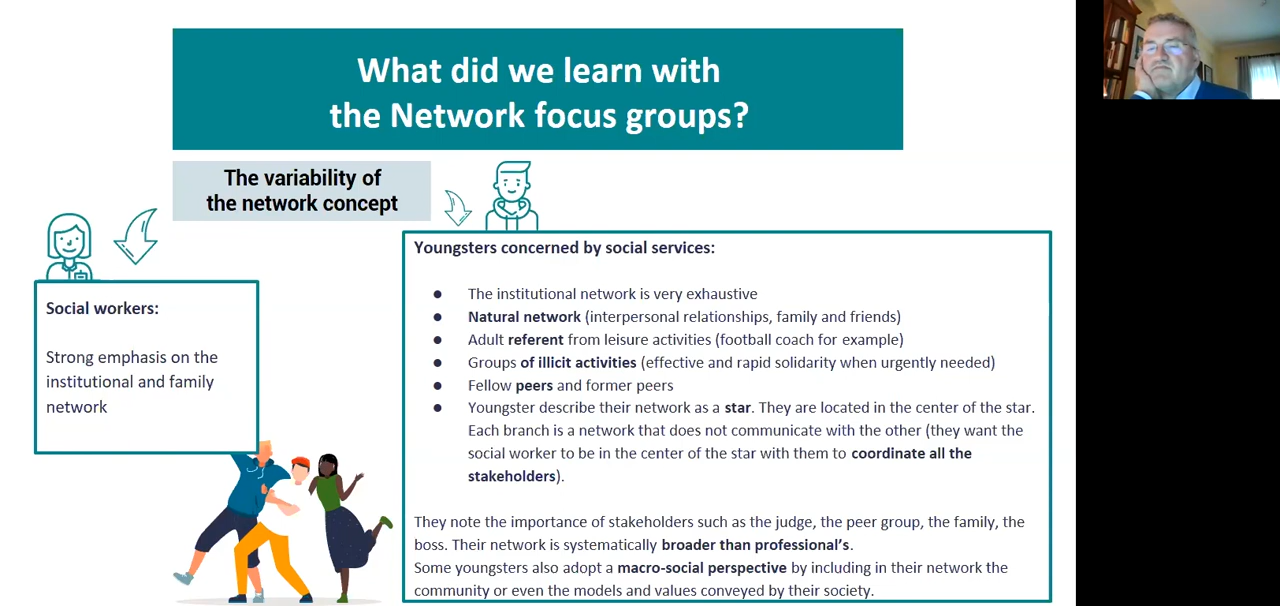 What did we learn with
the Network focus groups?
The variability of
the network concept
Social workers:
Strong emphasis on the
institutional and family
network
Youngsters concerned by social services:
● The institutional network is very exhaustive
● Natural network (interpersonal relationships, family and friends)
● Adult referent from leisure activities (football coach for example)
● Groups of illicit activities (effective and rapid solidarity when urgently needed)
● Fellow peers and former peers
● Youngster describe their network as a star. They are located in the center of the star.
Each branch is a network that does not communicate with the other (they want the
social worker to be in the center of the star with them to coordinate all the
stakeholders).
They note the importance of stakeholders such as the judge, the peer group, the family, the
boss. Their network is systematically broader than professional’s.
Some youngsters also adopt a macro-social perspective by including in their network the
community or even the models and values conveyed by their society.